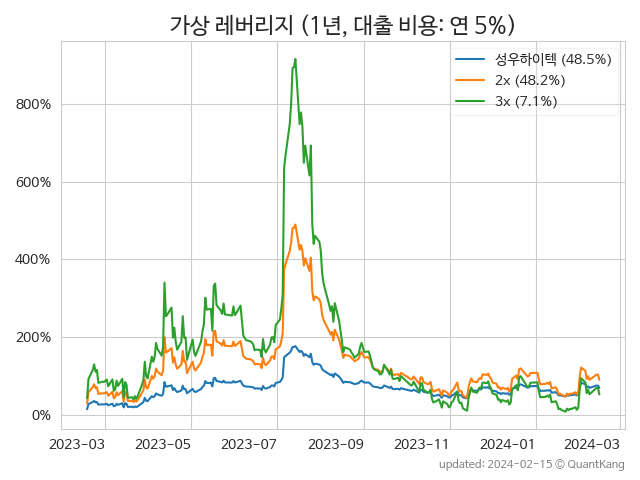 가상 레버리지 (1년, 대출 비용: 연 5%)
성우하이텍 (48.5%)
2x (48.2%)
3x (7.1%)
800%
600%
400%
200%
0%
2023-03 2023-05 2023-07 2023-09 2023-11 2024-01 2024-03
updated: 2024-02-15 © QuantKang